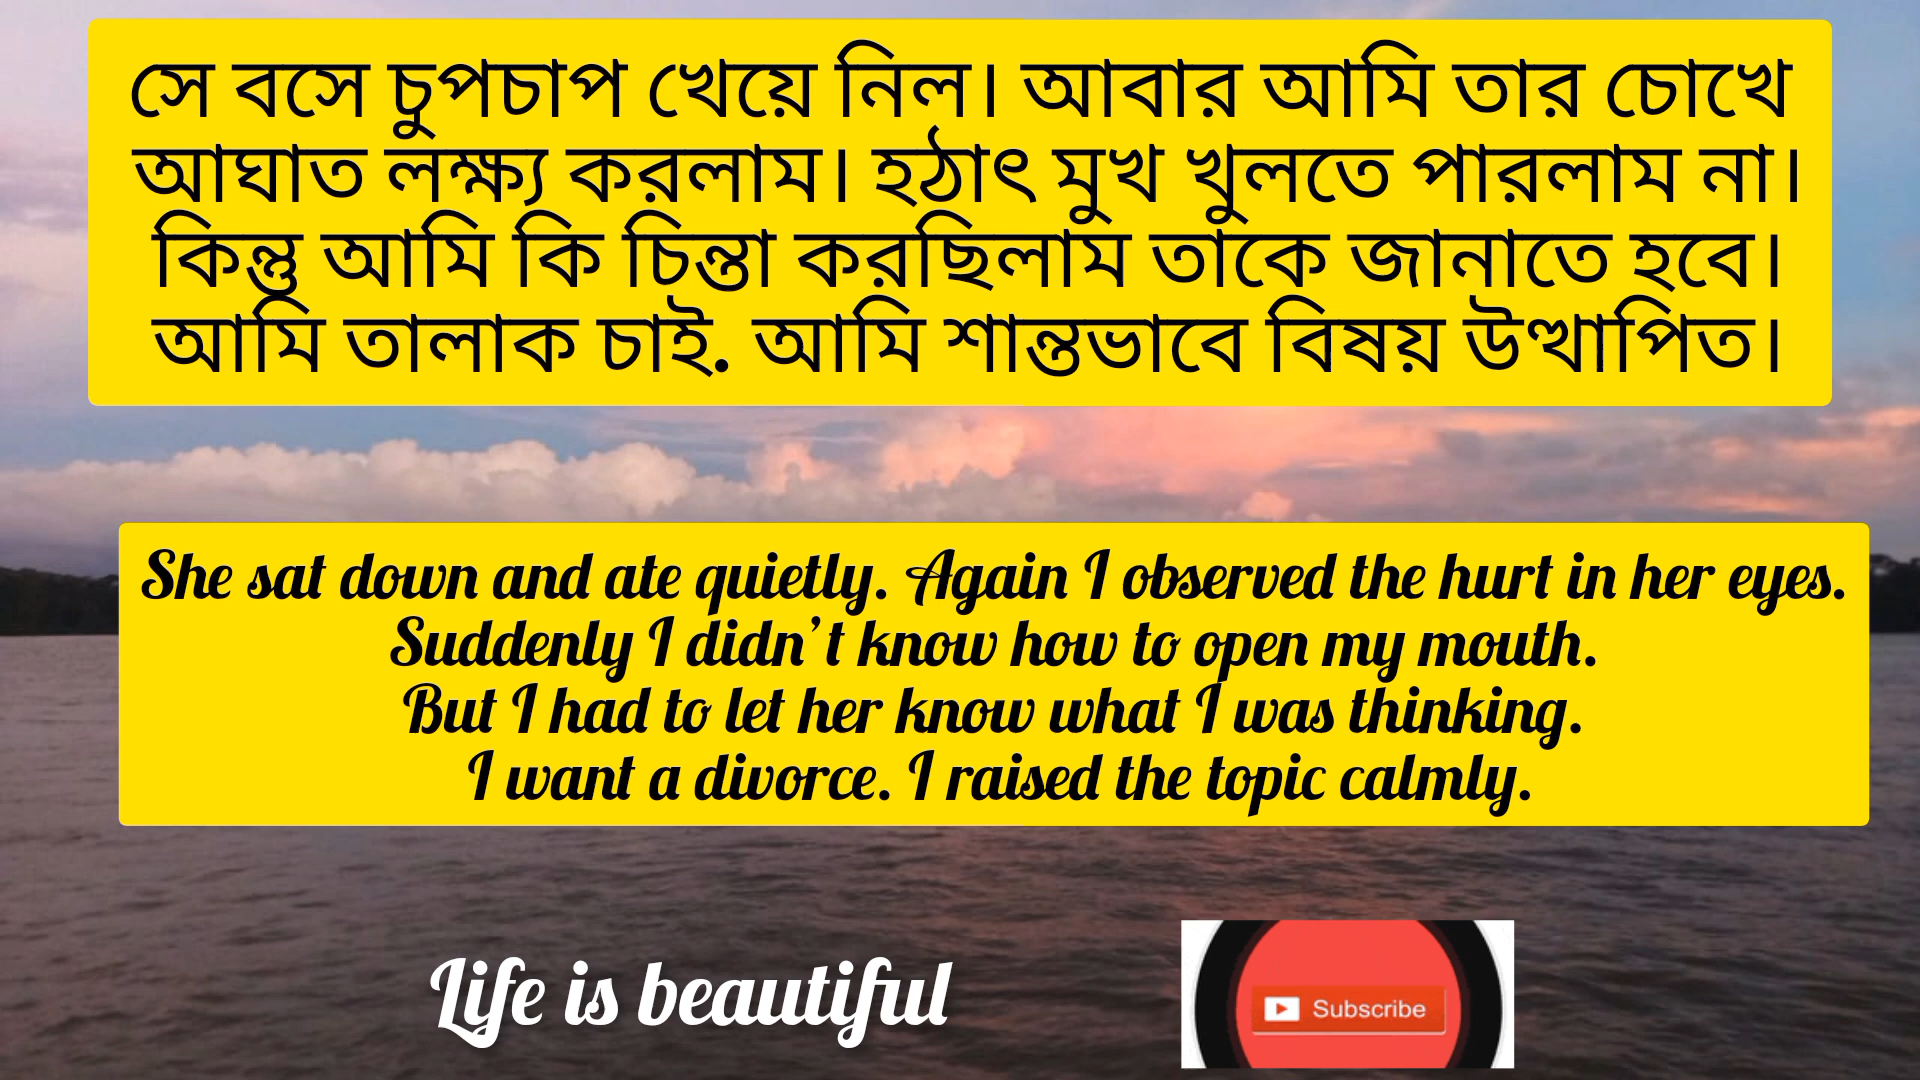 সে বসে চুপচাপ খেয়ে নিল। আবার আমি তার চোখে
আঘাত লক্ষ্য করলাম। হঠাৎ মুখ খুলতে পারলাম না।
কিন্তু আমি কি চিন্তা করছিলাম তাকে জানাতে হবে।
আমি তালাক চাই. আমি শান্তভাবে বিষয় উত্থাপিত।
She sat down and ate quietly. Again I observed the hurt in her eyes.
Suddenly I didn’t know how to open my mouth.
But I had to let her know what I was thinking.
I want a divorce. I raised the topic calmly.
Life is beautiful
Subscribe